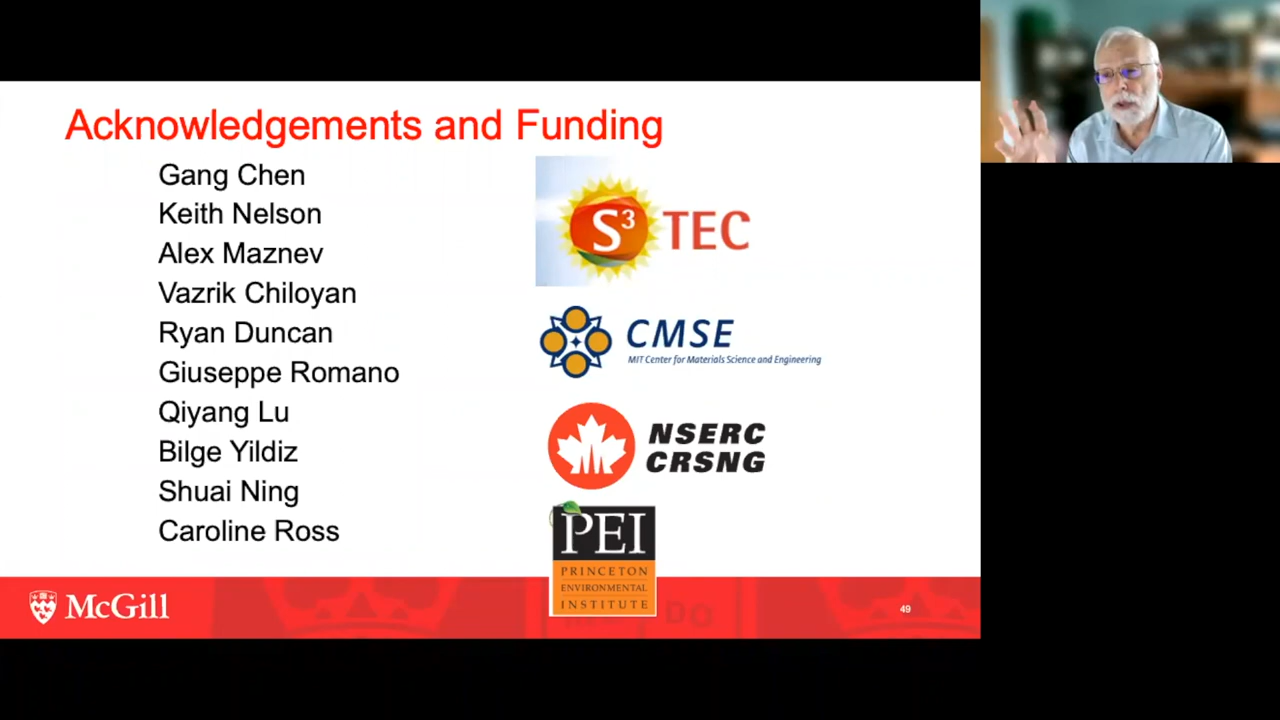 Acknowledgements and Funding
Gang Chen
Keith Nelson
Alex Maznev
Vazrik Chiloyan
Ryan Duncan
Giuseppe Romano
Qiyang Lu
Bilge Yildiz
Shuai Ning
Caroline Ross
S³ TEC
CMSE
MIT Center for Materials Science and Engineering
NSERC
CRSNG
PEI
PRINCETON
ENVIRONMENTAL
INSTITUTE
McGill
DO
49